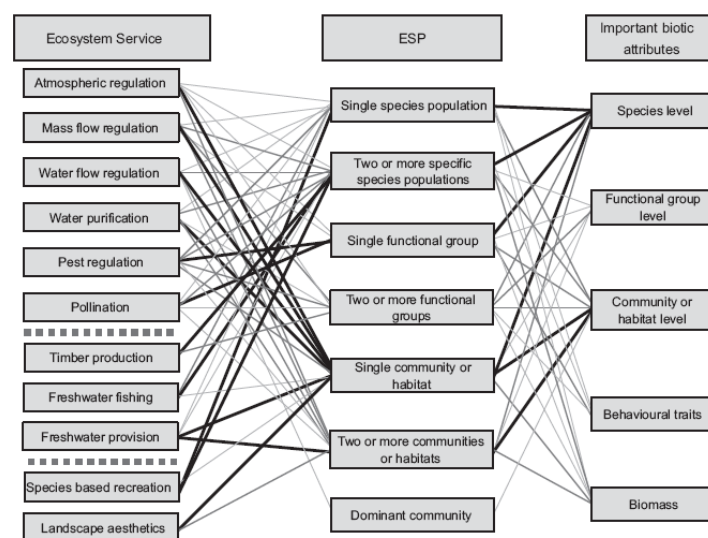 Ecosystem Service
ESP
Important biotic
attributes
Atmospheric regulation
Mass flow regulation
Water flow regulation
Water purification
Pest regulation
Pollination
Timber production
Freshwater fishing
Freshwater provision
Species based recreation
Landscape aesthetics
Single species population
Two or more specific
species populations
Single functional group
Two or more functional
groups
Single community or
habitat
Two or more communities
or habitats
Dominant community
Species level
Functional group
level
Community or
habitat level
Behavioural traits
Biomass